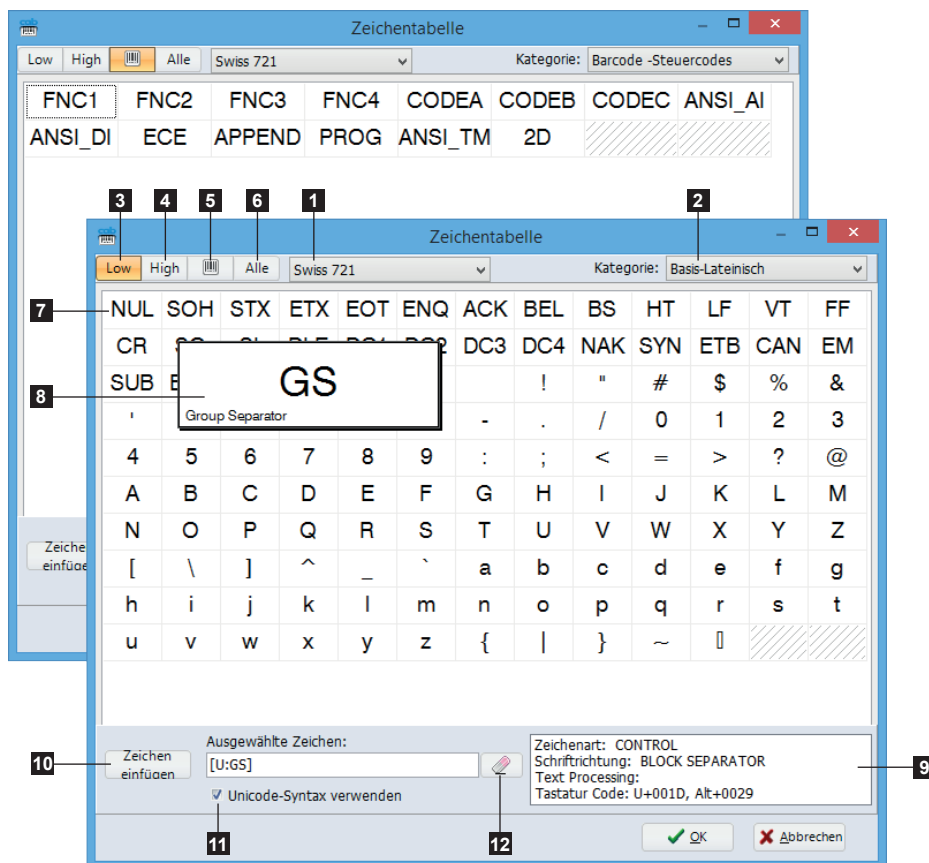 cab Zeichentabelle
Low High Alle Swiss 721 Kategorie: Barcode -Steuercodes
FNC1 FNC2 FNC3 FNC4 CODEA CODEB CODEC ANSI_AI
ANSI_DI ECE APPEND PROG ANSI_TM 2D
3 4 5 6 1 2
cab Zeichentabelle
Low High Alle Swiss 721 Kategorie: Basis-Lateinisch
7 NUL SOH STX ETX EOT ENQ ACK BEL BS HT LF VT FF
CR DC3 DC4 NAK SYN ETB CAN EM
SUB GS ! " # $ % &
8 Group Separator
' - . / 0 1 2 3
4 5 6 7 8 9 : ; < = > ? @
A B C D E F G H I J K L M
N O P Q R S T U V W X Y Z
[ \ ] ^ _ ` a b c d e f g
h i j k l m n o p q r s t
u v w x y z { | } ~ ▯
Zeiche
einfüge
Ausgewählte Zeichen:
10 Zeichen einfügen [U:GS]
Unicode-Syntax verwenden
Zeichenart: CONTROL
Schriftrichtung: BLOCK SEPARATOR
Text Processing:
Tastatur Code: U+001D, Alt+0029
9
11 12
OK Abbrechen